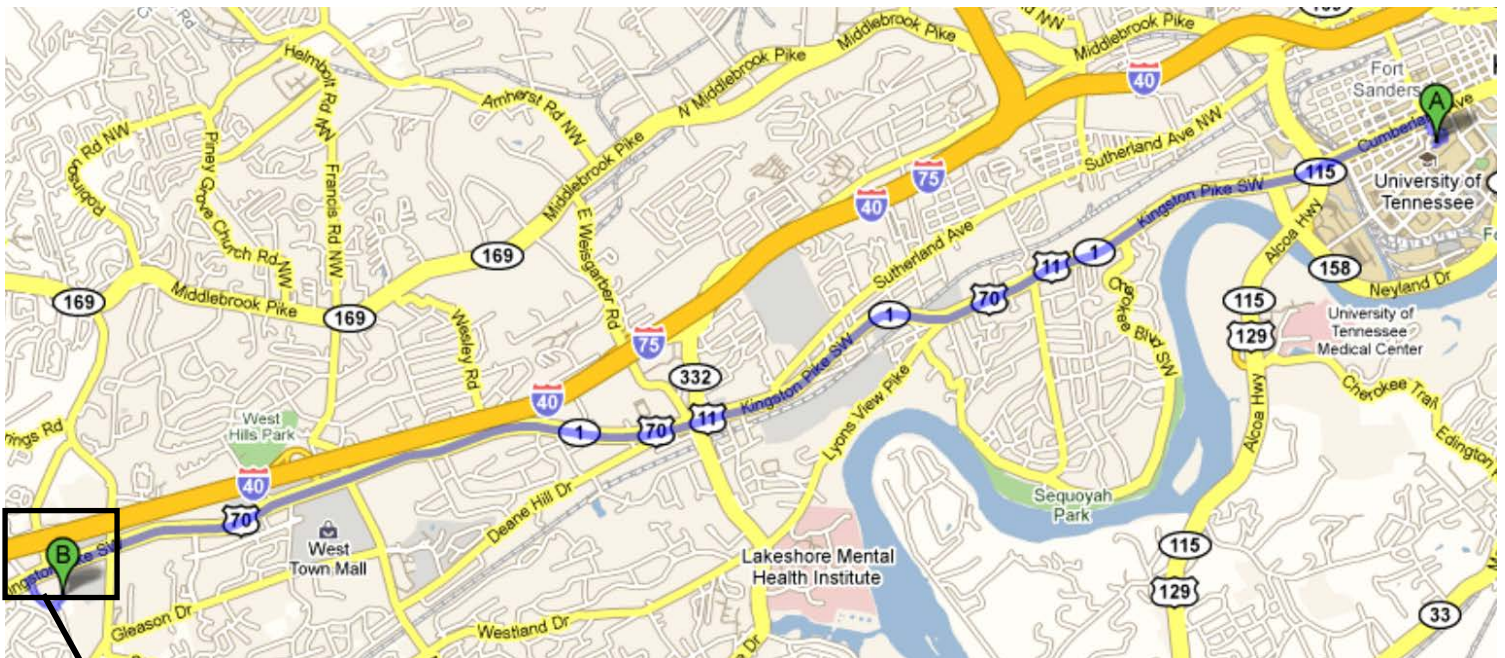 Middlebrook Pike
Middlebrook Pike
40
Fort
Sanders
A
Helmbolt Rd NW
Amherst Rd NW
N Middlebrook Pike
Sutherland Ave NW
Cumberland Ave
115
University of
Tennessee
Piney Grove Church Rd NW
Francis Rd NW
Middlebrook Pike
75
40
Kingston Pike SW
Alcoa Hwy
169
E Weisgarber Rd
Sutherland Ave
11
1
158
Neyland Dr
169
Middlebrook Pike
169
Wesley Rd
75
1
70
Cherokee Blvd SW
115
129
University of
Tennessee
Medical Center
332
Kingston Pike SW
Lyons View Pike
Cherokee Trail
West
Hills Park
40
1
70
11
Alcoa Hwy
40
70
Deane Hill Dr
Sequoyah
Park
B
West
Town Mall
Lakeshore Mental
Health Institute
115
129
33
Gleason Dr
Westland Dr